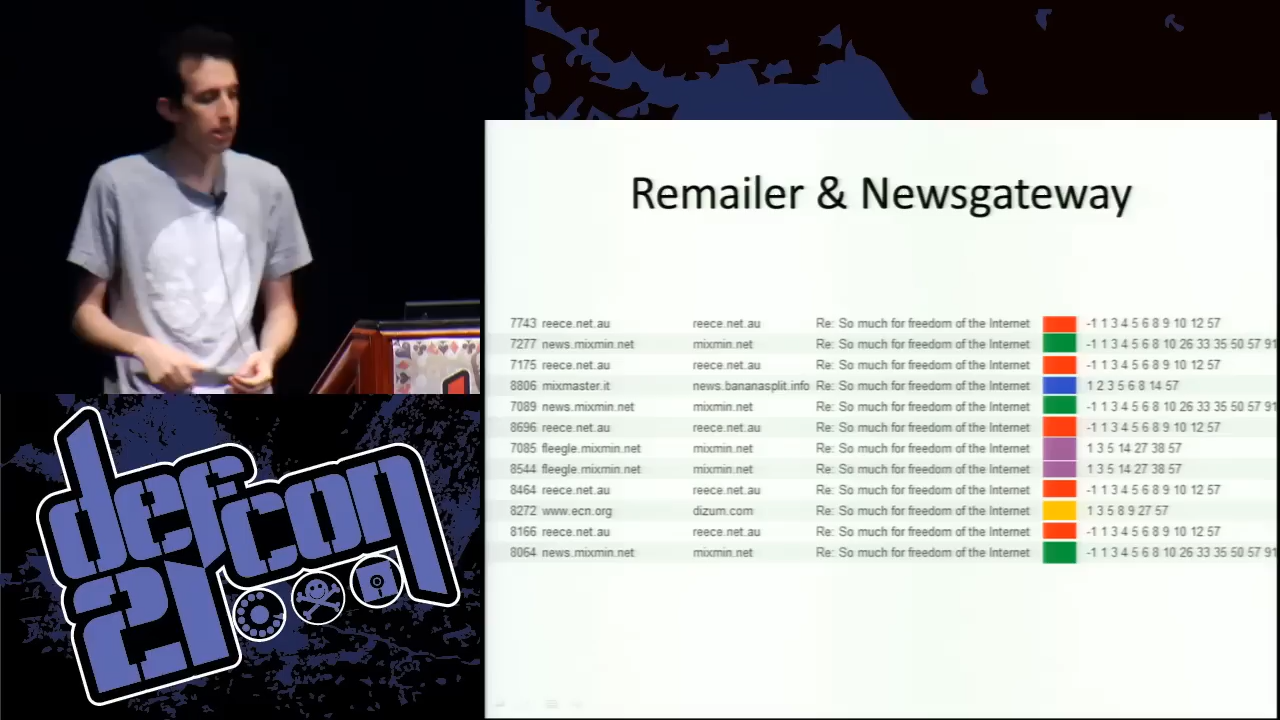 Remailer & Newsgateway
7743 reece.net.au reece.net.au Re: So much for freedom of the Internet -1 1 3 4 5 6 8 9 10 12 57
7277 news.mixmin.net mixmin.net Re: So much for freedom of the Internet -1 1 3 4 5 6 8 10 26 33 35 50 57 91
7175 reece.net.au reece.net.au Re: So much for freedom of the Internet -1 1 3 4 5 6 8 9 10 12 57
8806 mixmaster.it news.bananasplit.info Re: So much for freedom of the Internet 1 2 3 5 6 8 14 57
7089 news.mixmin.net mixmin.net Re: So much for freedom of the Internet -1 1 3 4 5 6 8 10 26 33 35 50 57 91
8696 reece.net.au reece.net.au Re: So much for freedom of the Internet -1 1 3 4 5 6 8 9 10 12 57
7085 fleegle.mixmin.net mixmin.net Re: So much for freedom of the Internet 1 3 5 14 27 38 57
8544 fleegle.mixmin.net mixmin.net Re: So much for freedom of the Internet 1 3 5 14 27 38 57
8464 reece.net.au reece.net.au Re: So much for freedom of the Internet -1 1 3 4 5 6 8 9 10 12 57
8272 www.ecn.org dizum.com Re: So much for freedom of the Internet 1 3 5 8 9 27 57
8166 reece.net.au reece.net.au Re: So much for freedom of the Internet -1 1 3 4 5 6 8 9 10 12 57
8064 news.mixmin.net mixmin.net Re: So much for freedom of the Internet -1 1 3 4 5 6 8 10 26 33 35 50 57 91
defcon
21